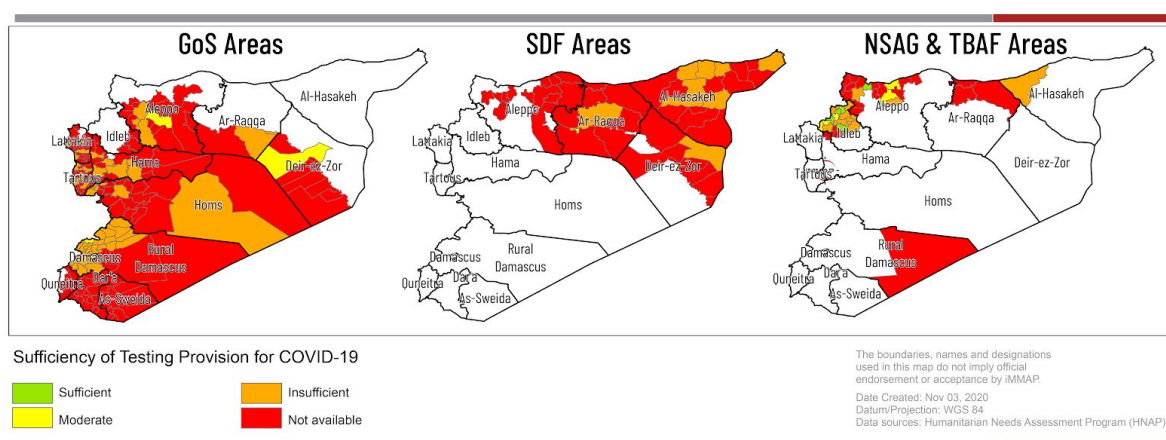 GoS Areas
Aleppo
Al-Hasakeh
Ar-Raqqa
Lattakia
Idleb
Hama
Deir-ez-Zor
Tartous
Homs
Damascus
Rural
Damascus
Quneitra
Dar'a
As-Sweida
SDF Areas
Aleppo
Al-Hasakeh
Ar-Raqqa
Lattakia
Idleb
Hama
Deir-ez-Zor
Tartous
Homs
Damascus
Rural
Damascus
Quneitra
Dar'a
As-Sweida
NSAG & TBAF Areas
Aleppo
Al-Hasakeh
Ar-Raqqa
Lattakia
Idleb
Hama
Deir-ez-Zor
Tartous
Homs
Damascus
Rural
Damascus
Quneitra
Dar'a
As-Sweida
Sufficiency of Testing Provision for COVID-19
Sufficient
Insufficient
Moderate
Not available
The boundaries, names and designations
used in this map do not imply official
endorsement or acceptance by iMMAP.
Date Created: Nov 03, 2020
Datum/Projection: WGS 84
Data sources: Humanitarian Needs Assessment Program (HNAP)